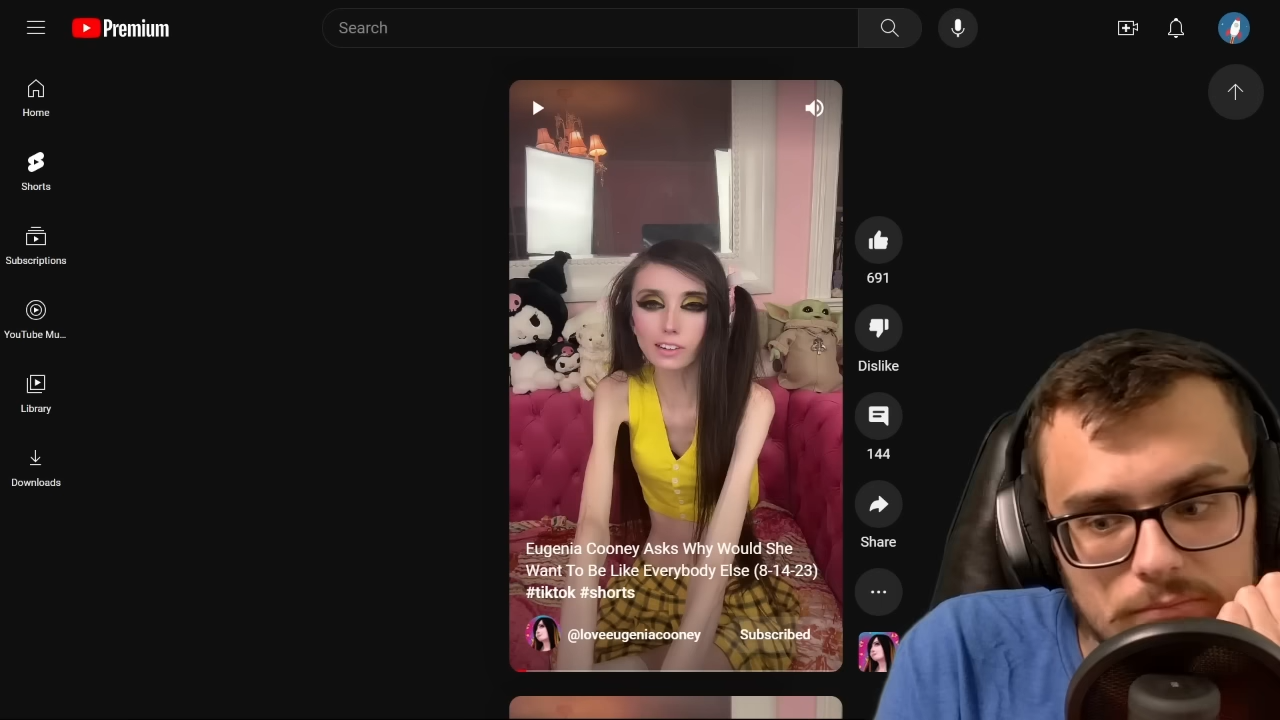 Premium
Search
Home
Shorts
Subscriptions
YouTube Mu...
Library
Downloads
Eugenia Cooney Asks Why Would She
Want To Be Like Everybody Else (8-14-23)
#tiktok #shorts
@loveeugeniacooney
Subscribed
691
Dislike
144
Share